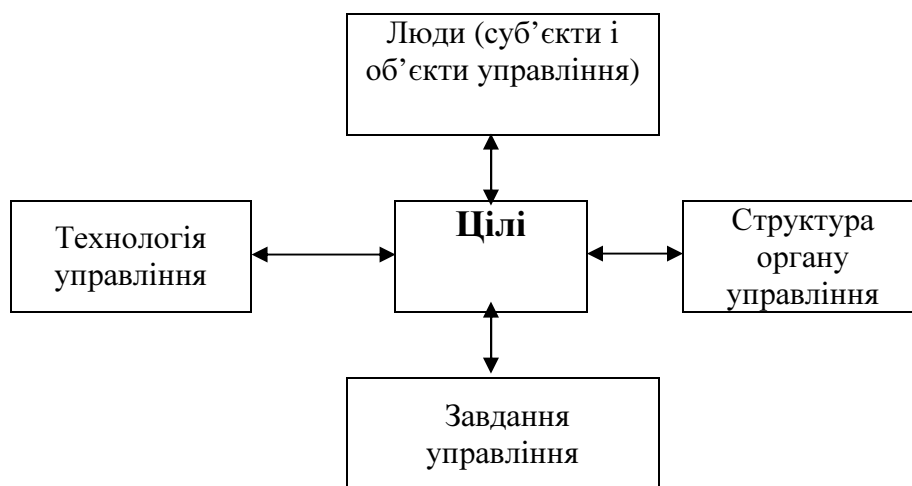 Люди (суб’єкти і
об’єкти управління)
Технологія
управління
Цілі
Структура
органу
управління
Завдання
управління